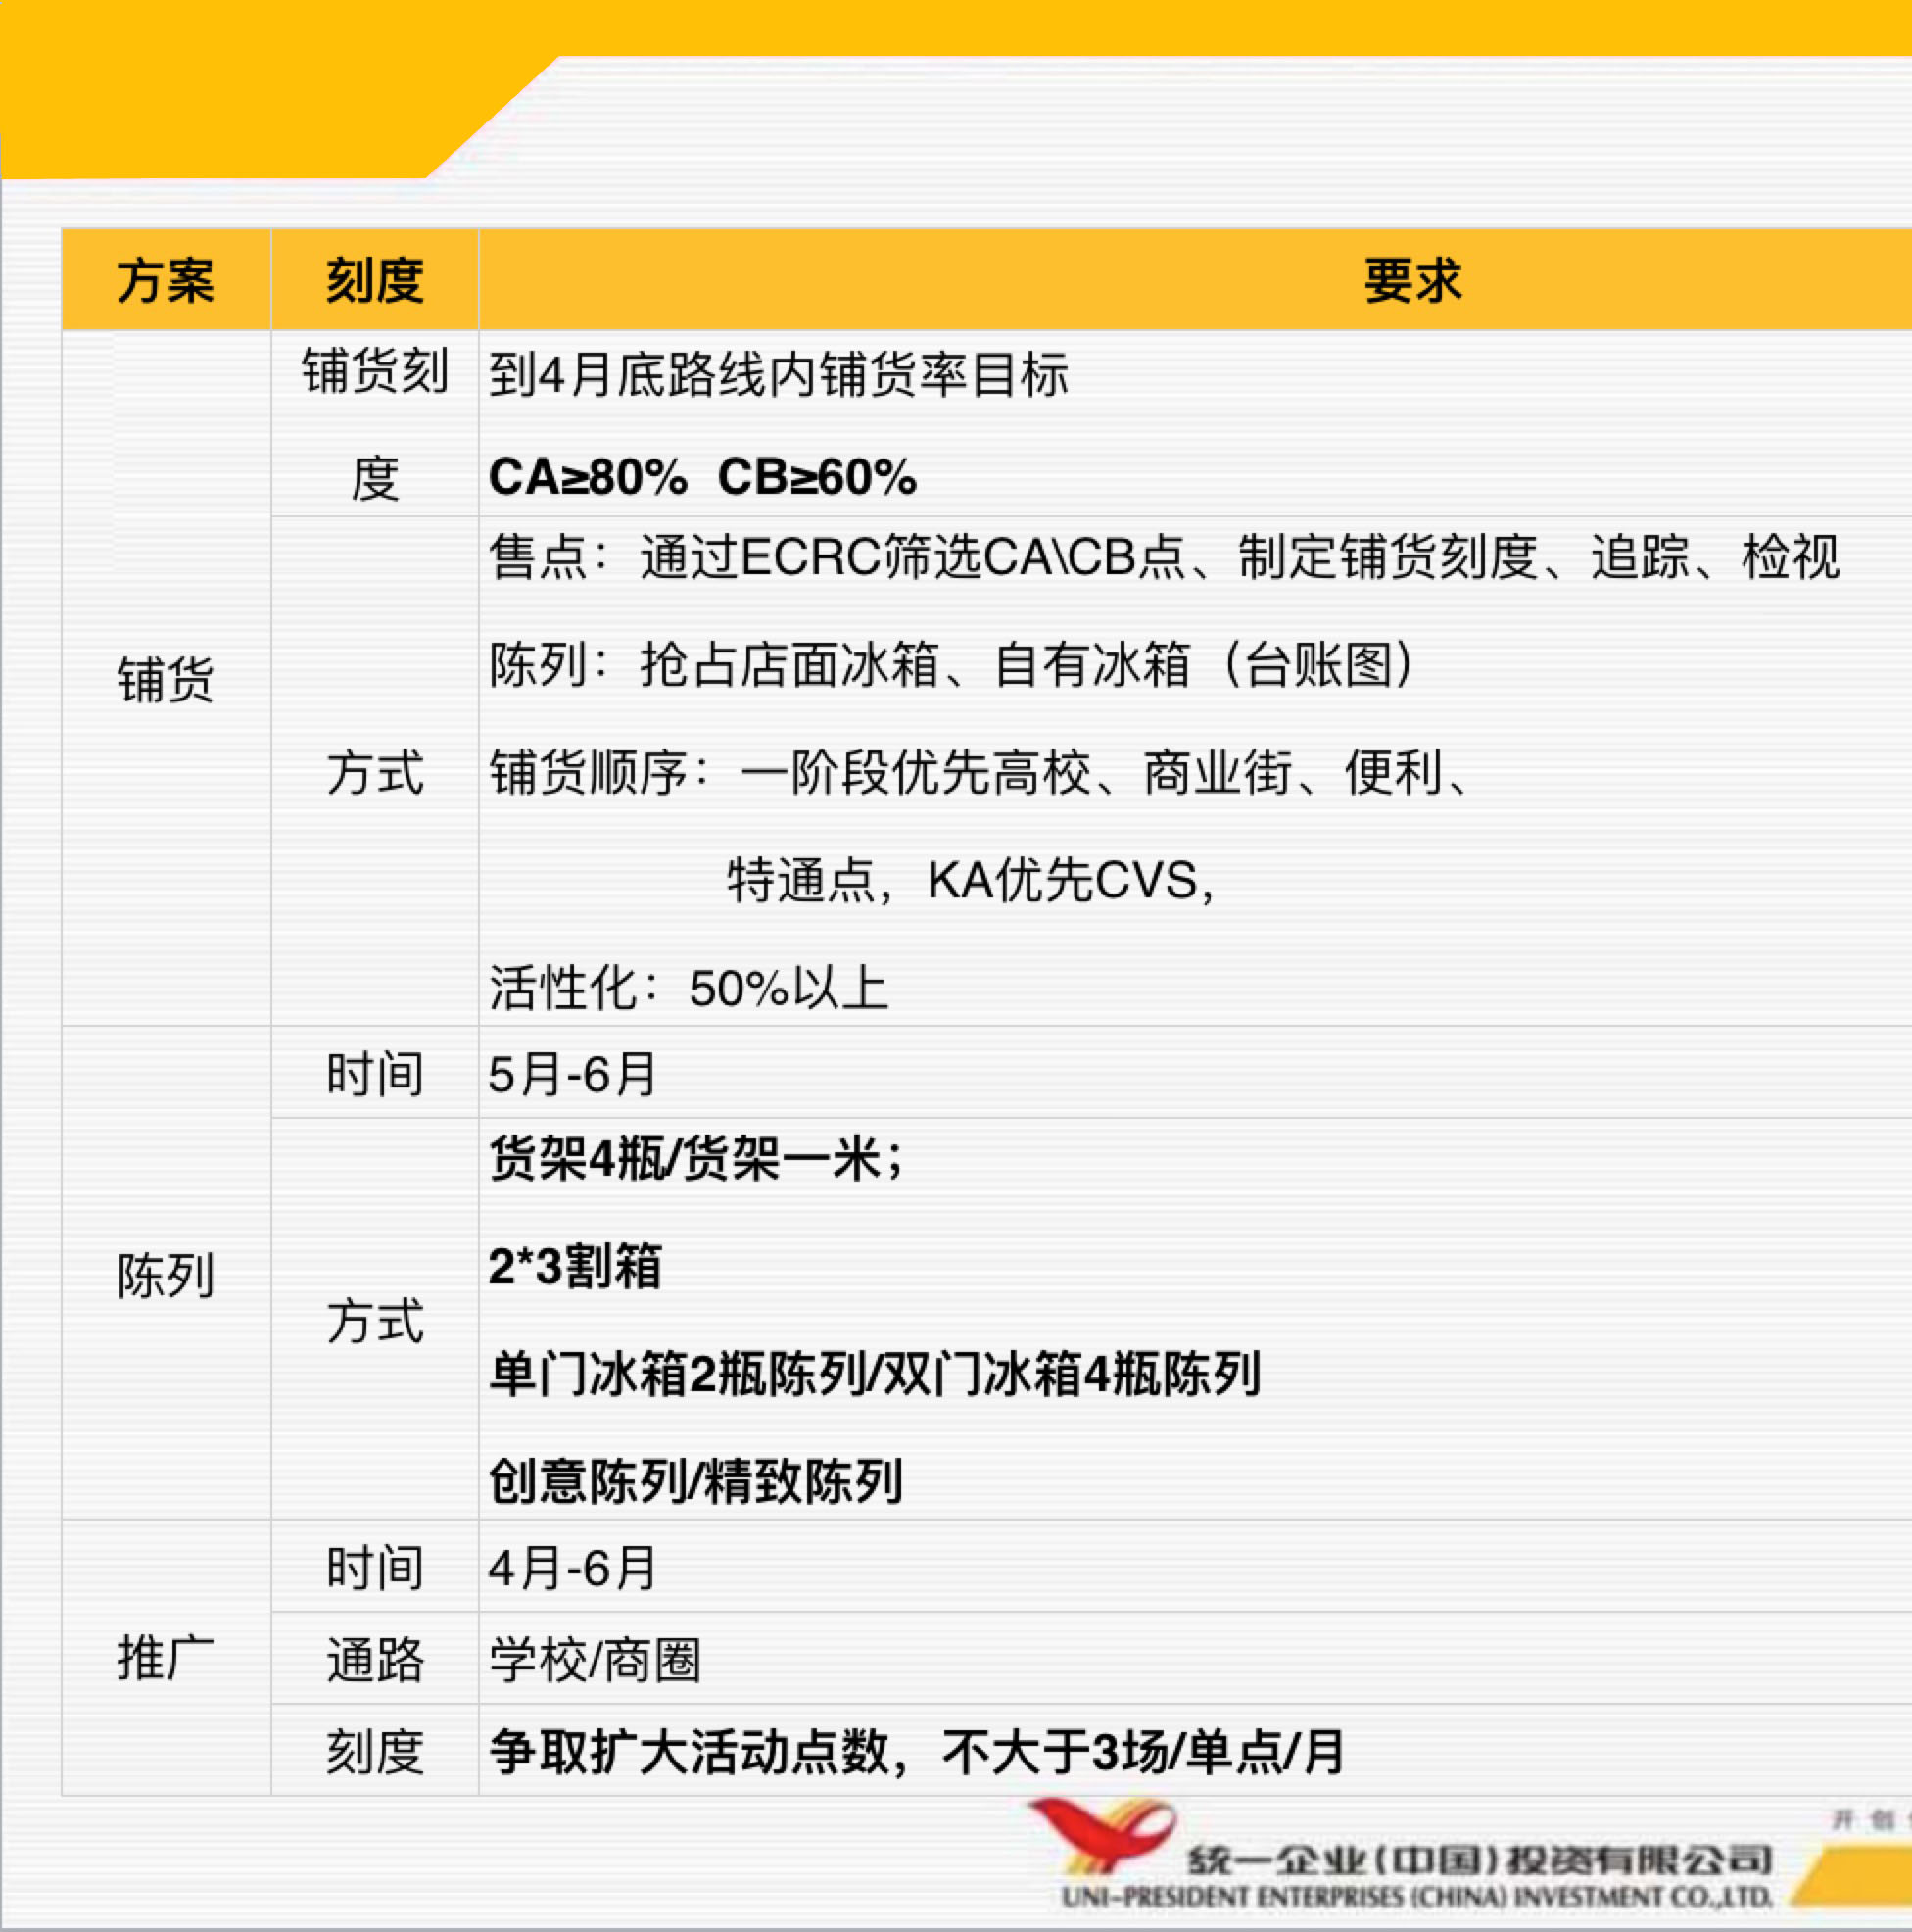 方案 刻度 要求
铺货刻 到4月底路线内铺货率目标
度 CA≥80% CB≥60%
售点：通过ECRC筛选CA\CB点、制定铺货刻度、追踪、检视
陈列：抢占店面冰箱、自有冰箱（台账图）
铺货
方式 铺货顺序：一阶段优先高校、商业街、便利、
特通点，KA优先CVS，
活性化：50%以上
时间 5月-6月
货架4瓶/货架一米；
2*3割箱
陈列
方式
单门冰箱2瓶陈列/双门冰箱4瓶陈列
创意陈列/精致陈列
时间 4月-6月
推广
通路 学校/商圈
刻度 争取扩大活动点数，不大于3场/单点/月
开创
统一企业(中国)投资有限公司
UNI-PRESIDENT ENTERPRISES (CHINA) INVESTMENT CO.,LTD.